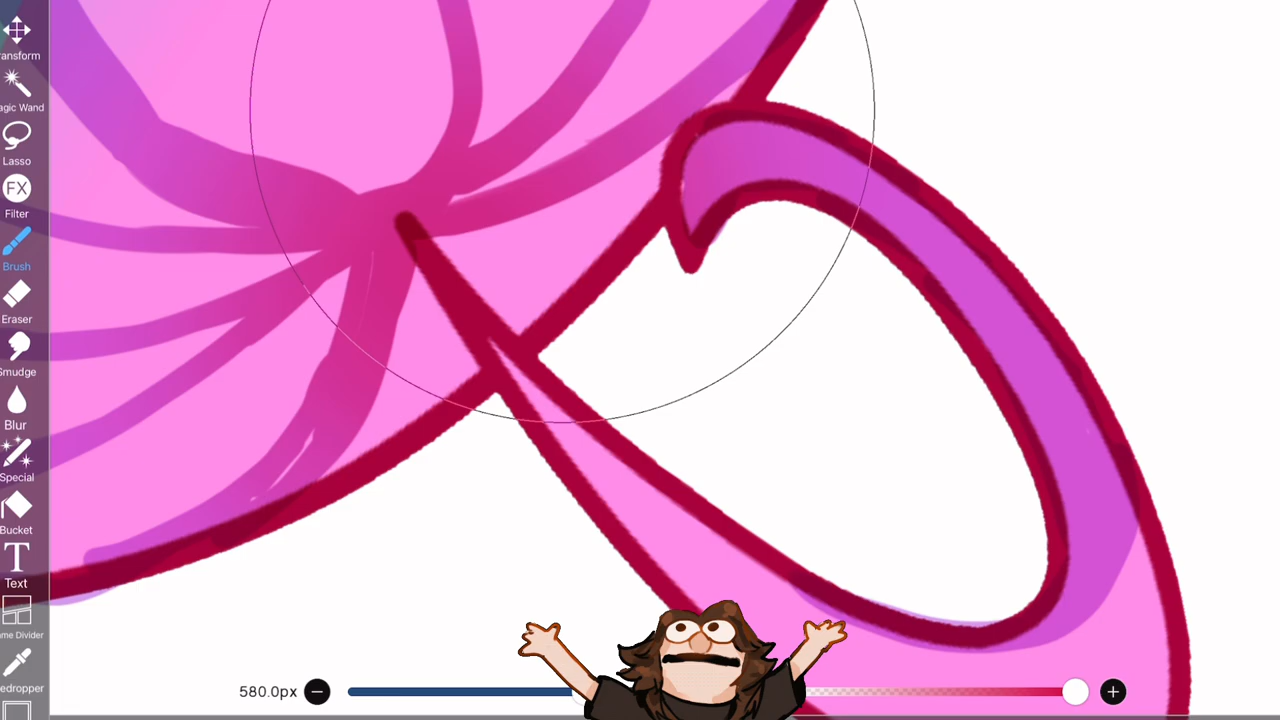 ransform
agic Wand
Lasso
FX
Filter
Brush
Eraser
Smudge
Blur
Special
Bucket
T
Text
ame Divider
edropper
580.0px